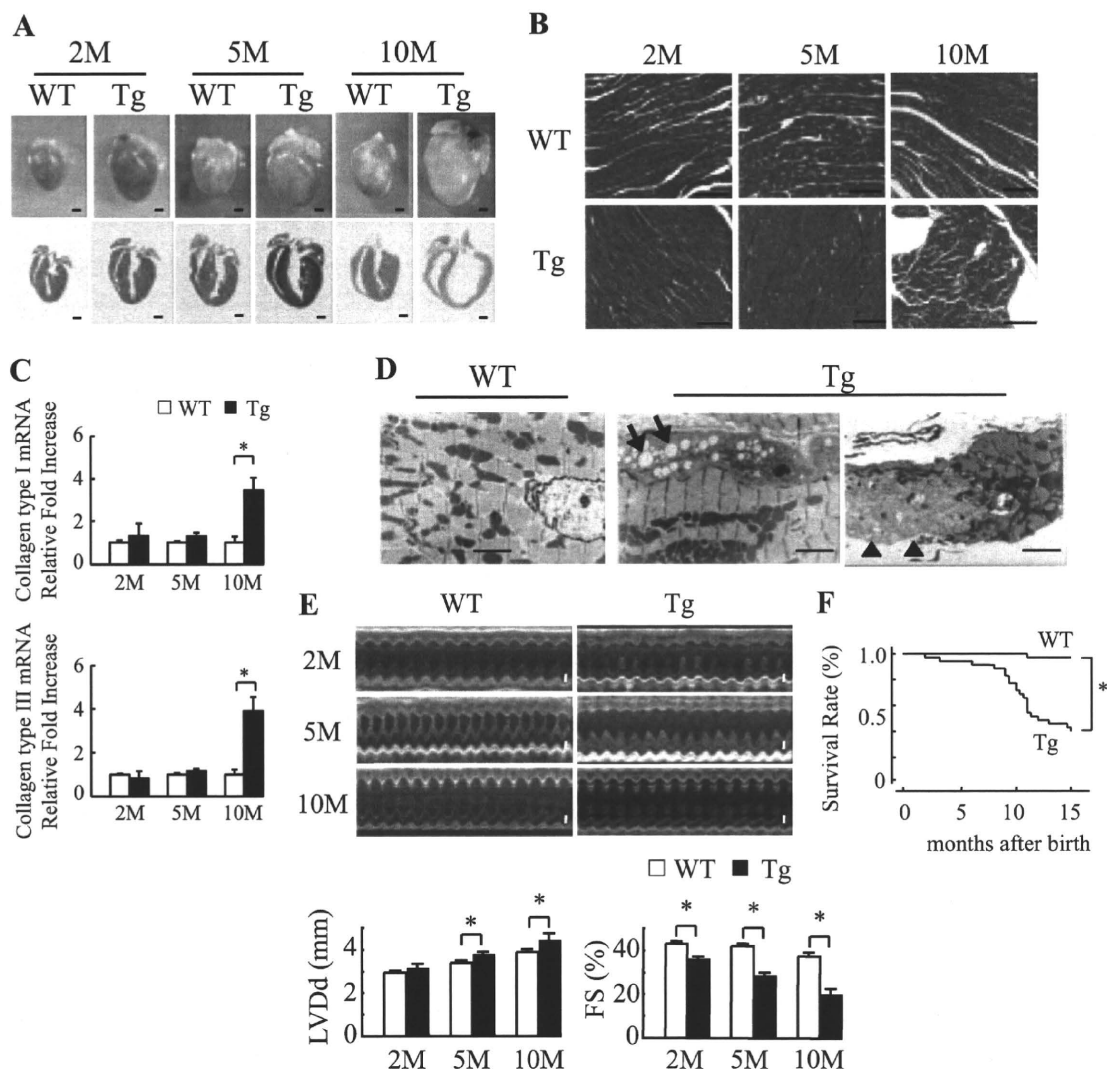 A
2M 5M 10M
WT Tg WT Tg WT Tg
B
2M 5M 10M
WT
Tg
C
WT Tg
Collagen type I mRNA
Relative Fold Increase
6
4
2
0
*
2M 5M 10M
Collagen type III mRNA
Relative Fold Increase
6
4
2
0
*
2M 5M 10M
D
WT Tg
E
WT Tg
2M
5M
10M
WT Tg
LVDd (mm)
4
2
0
* *
2M 5M 10M
FS (%)
40
20
0
* * *
2M 5M 10M
F
Survival Rate (%)
1.0
0.5
0
WT
Tg
*
0 5 10 15
months after birth